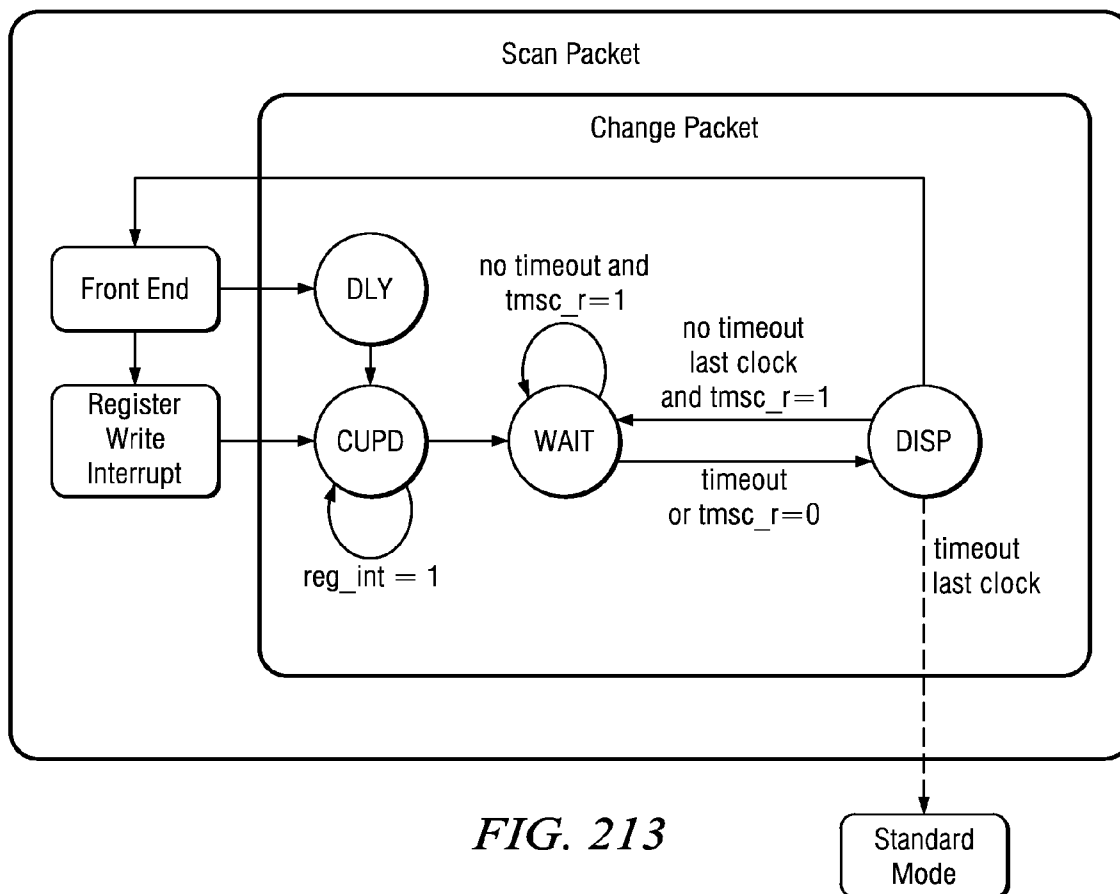 Scan Packet
Change Packet
Front End
DLY
no timeout and
tmsc_r=1
no timeout
last clock
and tmsc_r=1
Register
Write
Interrupt
CUPD
WAIT
DISP
timeout
or tmsc_r=0
reg_int = 1
timeout
last clock
FIG. 213
Standard
Mode